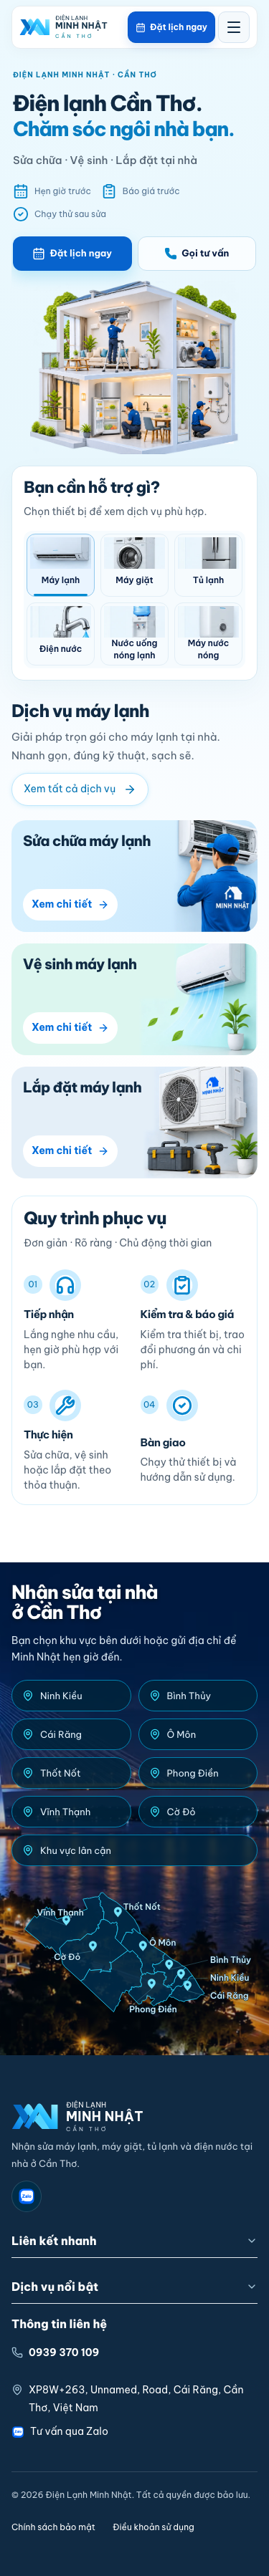 ĐIỆN LẠNH
MINH NHẬT
CẦN THƠ
Đặt lịch ngay
ĐIỆN LẠNH MINH NHẬT · CẦN THƠ
Điện lạnh Cần Thơ.
Chăm sóc ngôi nhà bạn.
Sửa chữa · Vệ sinh · Lắp đặt tại nhà
Hẹn giờ trước
Báo giá trước
Chạy thử sau sửa
Đặt lịch ngay
Gọi tư vấn
Bạn cần hỗ trợ gì?
Chọn thiết bị để xem dịch vụ phù hợp.
Máy lạnh
Máy giặt
Tủ lạnh
Điện nước
Nước uống
nóng lạnh
Máy nước
nóng
Dịch vụ máy lạnh
Giải pháp trọn gói cho máy lạnh tại nhà.
Nhanh gọn, đúng kỹ thuật, sạch sẽ.
Xem tất cả dịch vụ
Sửa chữa máy lạnh
Xem chi tiết
MINH NHẬT
Vệ sinh máy lạnh
Xem chi tiết
Lắp đặt máy lạnh
Xem chi tiết
MINH NHẬT
Quy trình phục vụ
Đơn giản · Rõ ràng · Chủ động thời gian
01
Tiếp nhận
Lắng nghe nhu cầu,
hẹn giờ phù hợp với
bạn.
02
Kiểm tra & báo giá
Kiểm tra thiết bị, trao
đổi phương án và chi
phí.
03
Thực hiện
Sửa chữa, vệ sinh
hoặc lắp đặt theo
thỏa thuận.
04
Bàn giao
Chạy thử thiết bị và
hướng dẫn sử dụng.
Nhận sửa tại nhà
ở Cần Thơ
Bạn chọn khu vực bên dưới hoặc gửi địa chỉ để
Minh Nhật hẹn giờ đến.
Ninh Kiều
Bình Thủy
Cái Răng
Ô Môn
Thốt Nốt
Phong Điền
Vĩnh Thạnh
Cờ Đỏ
Khu vực lân cận
Thốt Nốt
Vĩnh Thạnh
Ô Môn
Cờ Đỏ
Bình Thủy
Ninh Kiều
Cái Răng
Phong Điền
ĐIỆN LẠNH
MINH NHẬT
CẦN THƠ
Nhận sửa máy lạnh, máy giặt, tủ lạnh và điện nước tại
nhà ở Cần Thơ.
Zalo
Liên kết nhanh
Dịch vụ nổi bật
Thông tin liên hệ
0939 370 109
XP8W+263, Unnamed, Road, Cái Răng, Cần
Thơ, Việt Nam
Zalo Tư vấn qua Zalo
© 2026 Điện Lạnh Minh Nhật. Tất cả quyền được bảo lưu.
Chính sách bảo mật
Điều khoản sử dụng